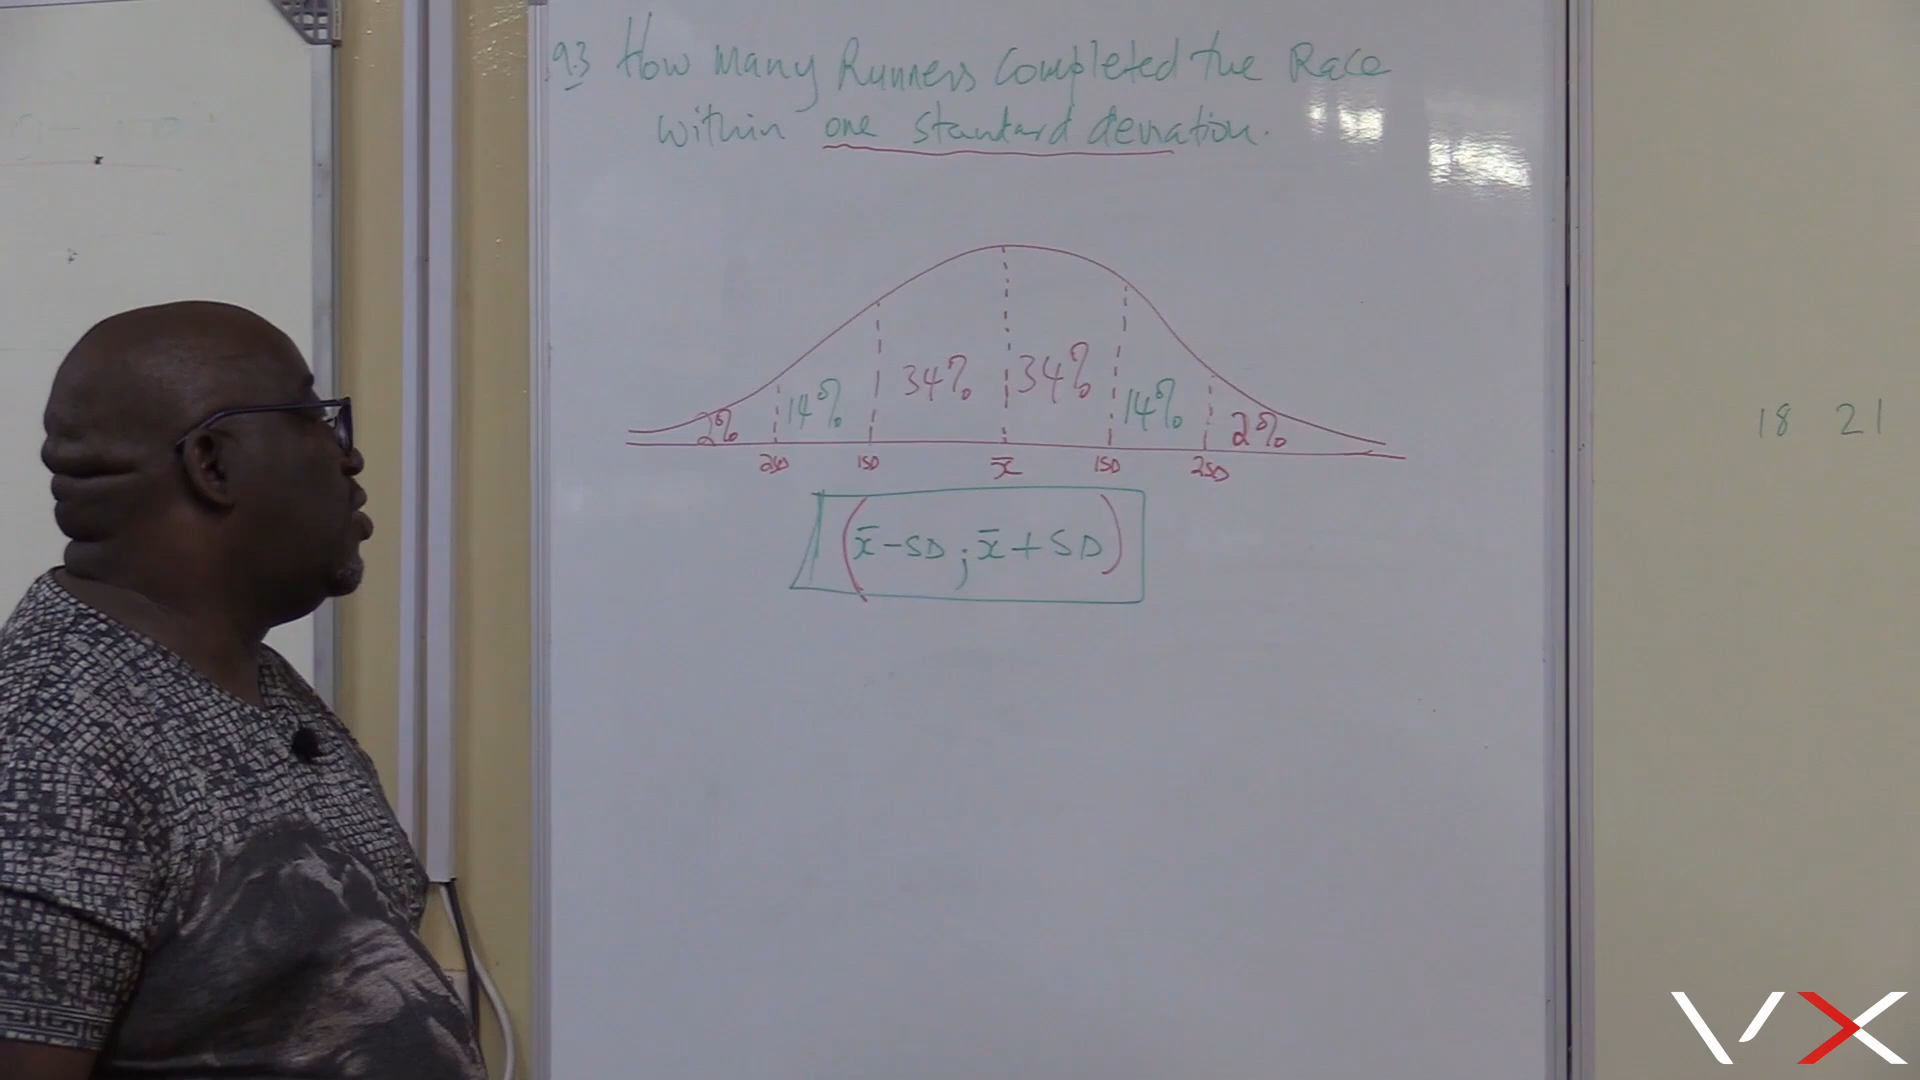 9.3 How Many Runners Completed the Race
within one standard deviation.
2% 14% 34% 34% 14% 2%
2SD 1SD x̄ 1SD 2SD
(x̄-SD ; x̄+SD)
18 21
VX